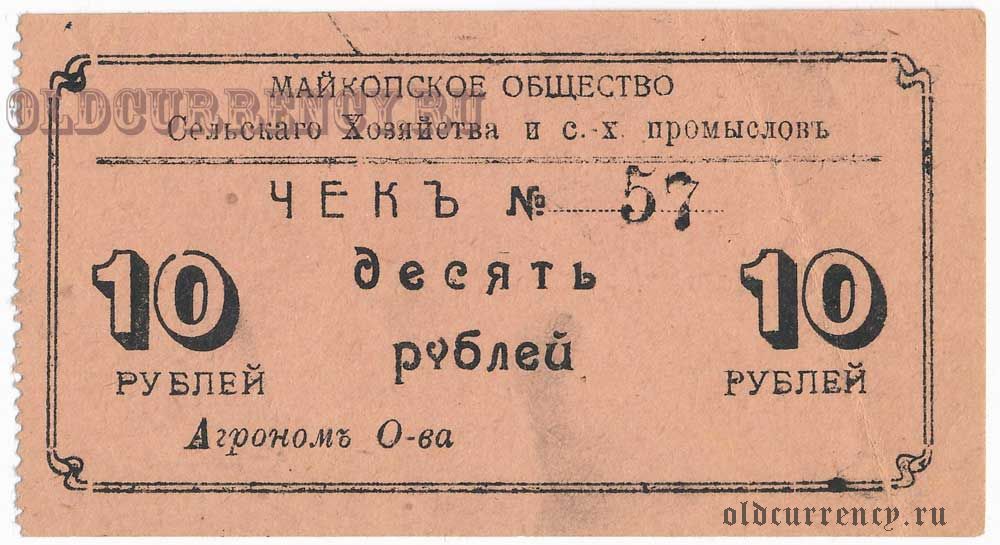 МАЙКОПСКОЕ ОБЩЕСТВО
OLDCURRENCY.RU
Сельскаго Хозяйства и с.-х. промысловъ
ЧЕКЪ № 57
10 десять 10
рублей
РУБЛЕЙ РУБЛЕЙ
Агрономъ О-ва
oldcurrency.ru